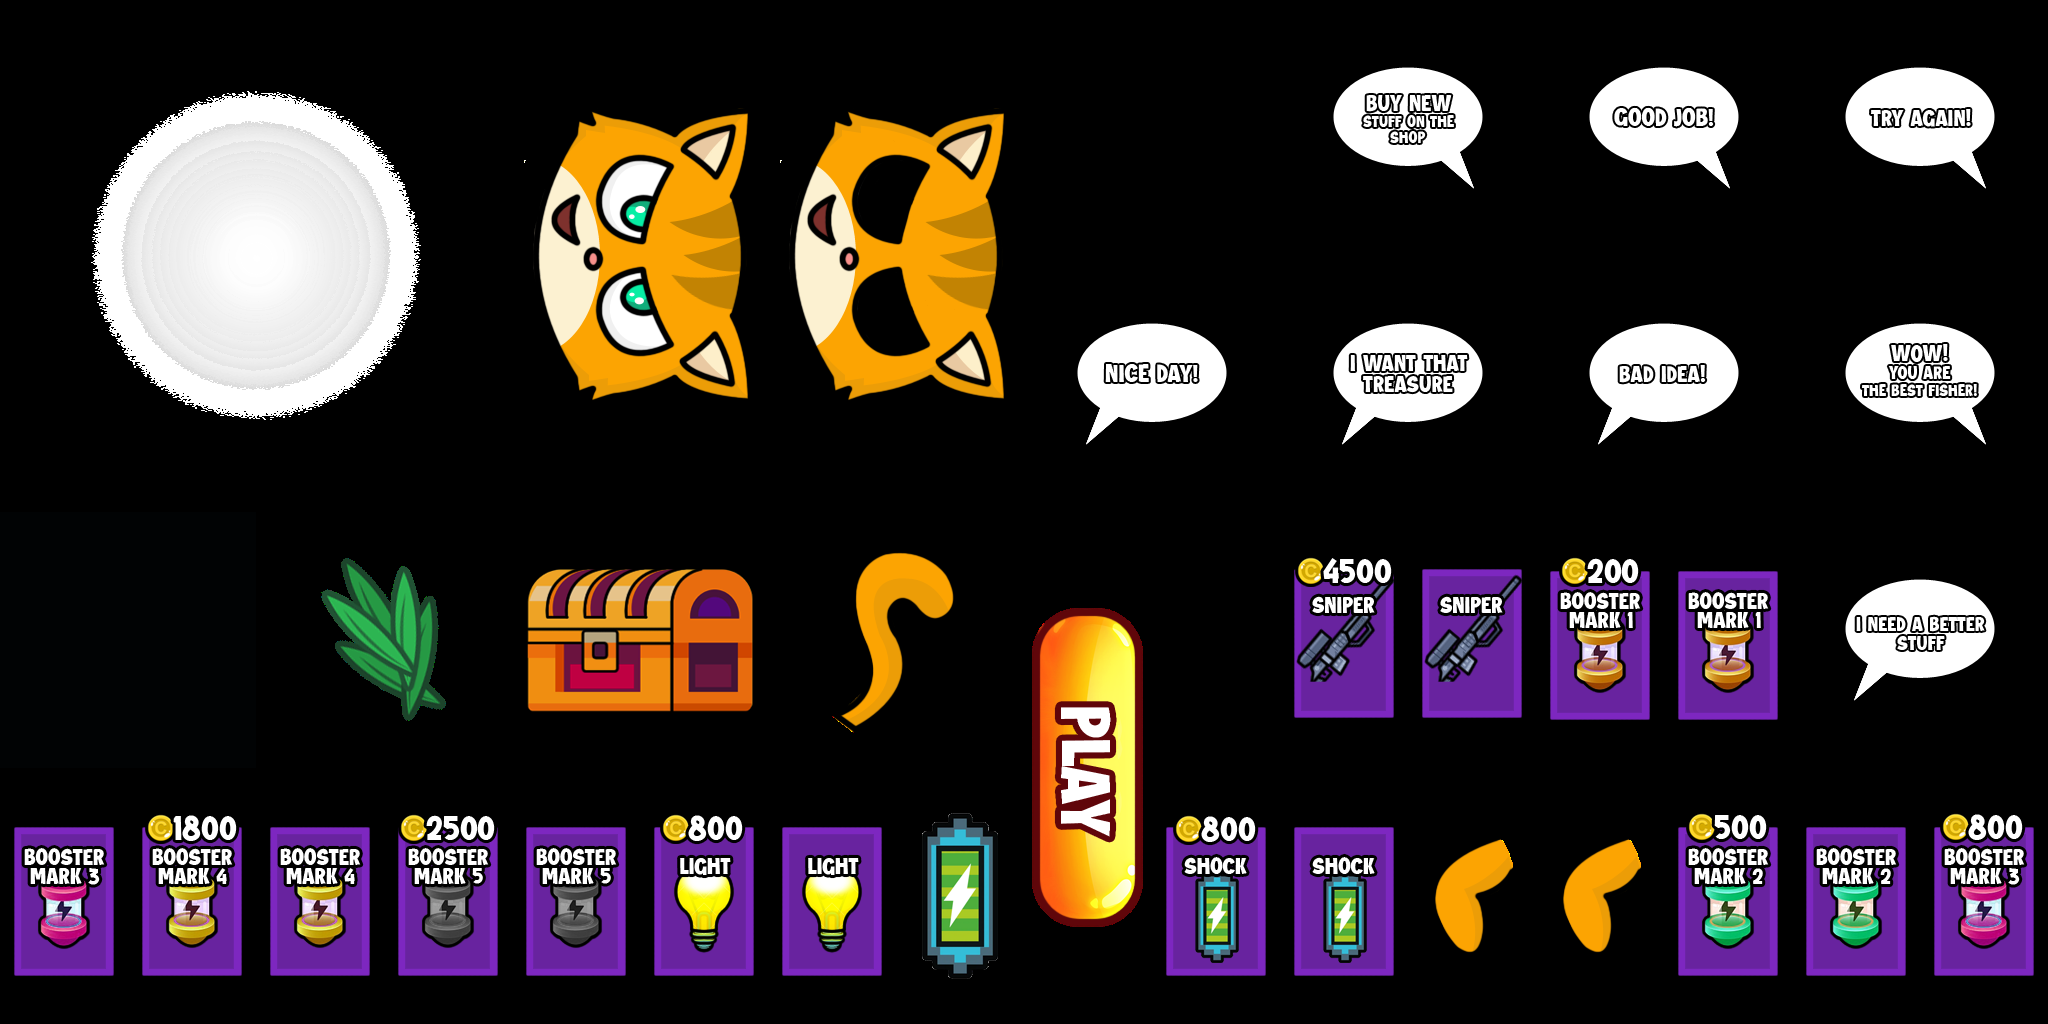 BUY NEW
STUFF ON THE
SHOP
GOOD JOB!
TRY AGAIN!
NICE DAY!
I WANT THAT
TREASURE
BAD IDEA!
WOW!
YOU ARE
THE BEST FISHER!
4500
SNIPER
SNIPER
200
BOOSTER
MARK 1
BOOSTER
MARK 1
I NEED A BETTER
STUFF
PLAY
BOOSTER
MARK 3
1800
BOOSTER
MARK 4
BOOSTER
MARK 4
2500
BOOSTER
MARK 5
BOOSTER
MARK 5
800
LIGHT
LIGHT
800
SHOCK
SHOCK
500
BOOSTER
MARK 2
BOOSTER
MARK 2
800
BOOSTER
MARK 3